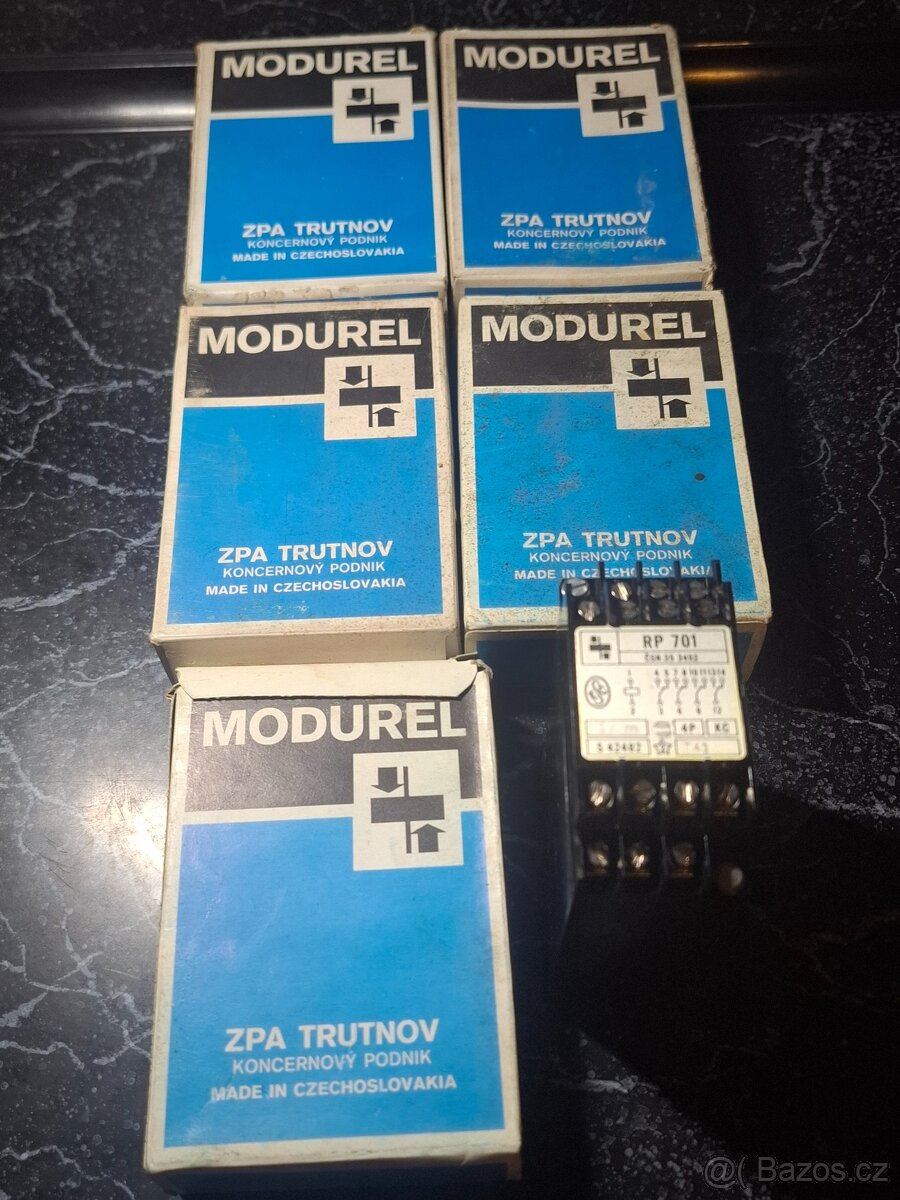 MODUREL
ZPA TRUTNOV
KONCERNOVÝ PODNIK
MADE IN CZECHOSLOVAKIA
MODUREL
ZPA TRUTNOV
KONCERNOVÝ PODNIK
MADE IN CZECHOSLOVAKIA
MODUREL
ZPA TRUTNOV
KONCERNOVÝ PODNIK
MADE IN CZECHOSLOVAKIA
MODUREL
ZPA TRUTNOV
KONCERNOVÝ PODNIK
MADE IN CZECHOSLOVAKIA
RP 701
4P
MODUREL
ZPA TRUTNOV
KONCERNOVÝ PODNIK
MADE IN CZECHOSLOVAKIA
@( Bazos.cz